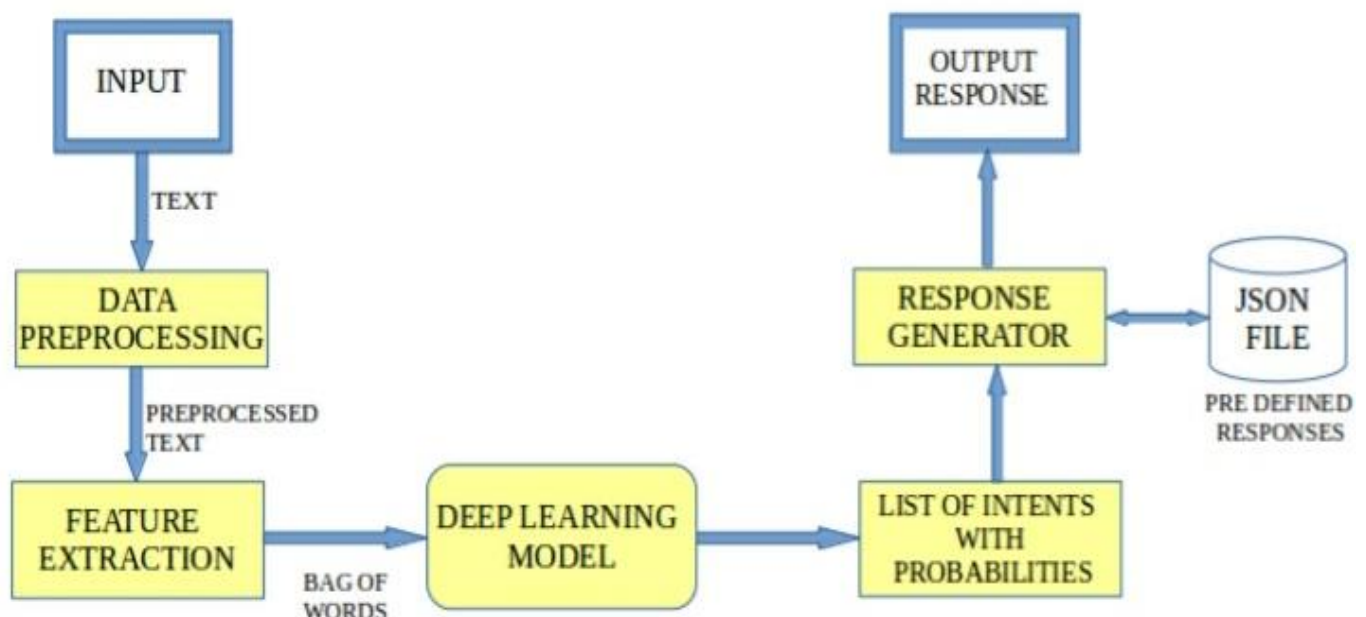 INPUT
TEXT
DATA
PREPROCESSING
PREPROCESSED
TEXT
FEATURE
EXTRACTION
BAG OF
WORDS
DEEP LEARNING
MODEL
LIST OF INTENTS
WITH
PROBABILITIES
RESPONSE
GENERATOR
JSON
FILE
PRE DEFINED
RESPONSES
OUTPUT
RESPONSE